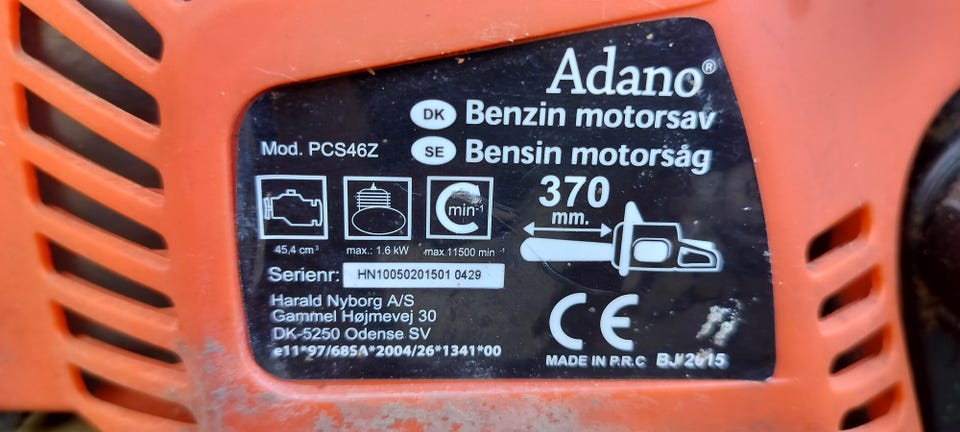 Adano®
DK Benzin motorsav
Mod. PCS46Z
SE Bensin motorsåg
370
mm.
min-1
45,4 cm³
max.: 1.6 kW
max.11500 min-1
Serienr: HN10050201501 0429
Harald Nyborg A/S
Gammel Højmevej 30
DK-5250 Odense SV
e11*97/68SA*2004/26*1341*00
CE
MADE IN P.R.C BJ 2015